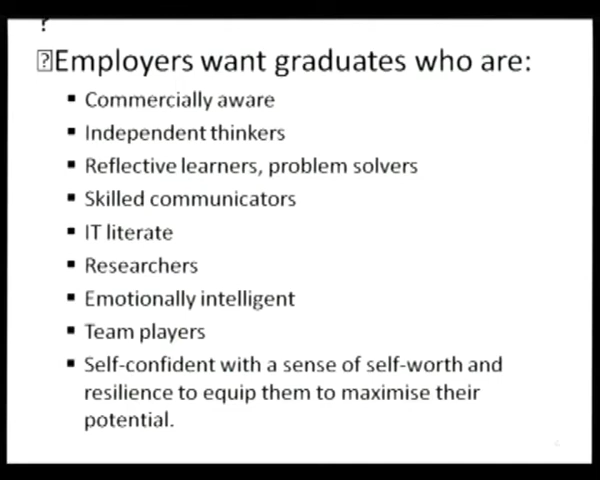 ?
⍰Employers want graduates who are:
▪ Commercially aware
▪ Independent thinkers
▪ Reflective learners, problem solvers
▪ Skilled communicators
▪ IT literate
▪ Researchers
▪ Emotionally intelligent
▪ Team players
▪ Self-confident with a sense of self-worth and
resilience to equip them to maximise their
potential.